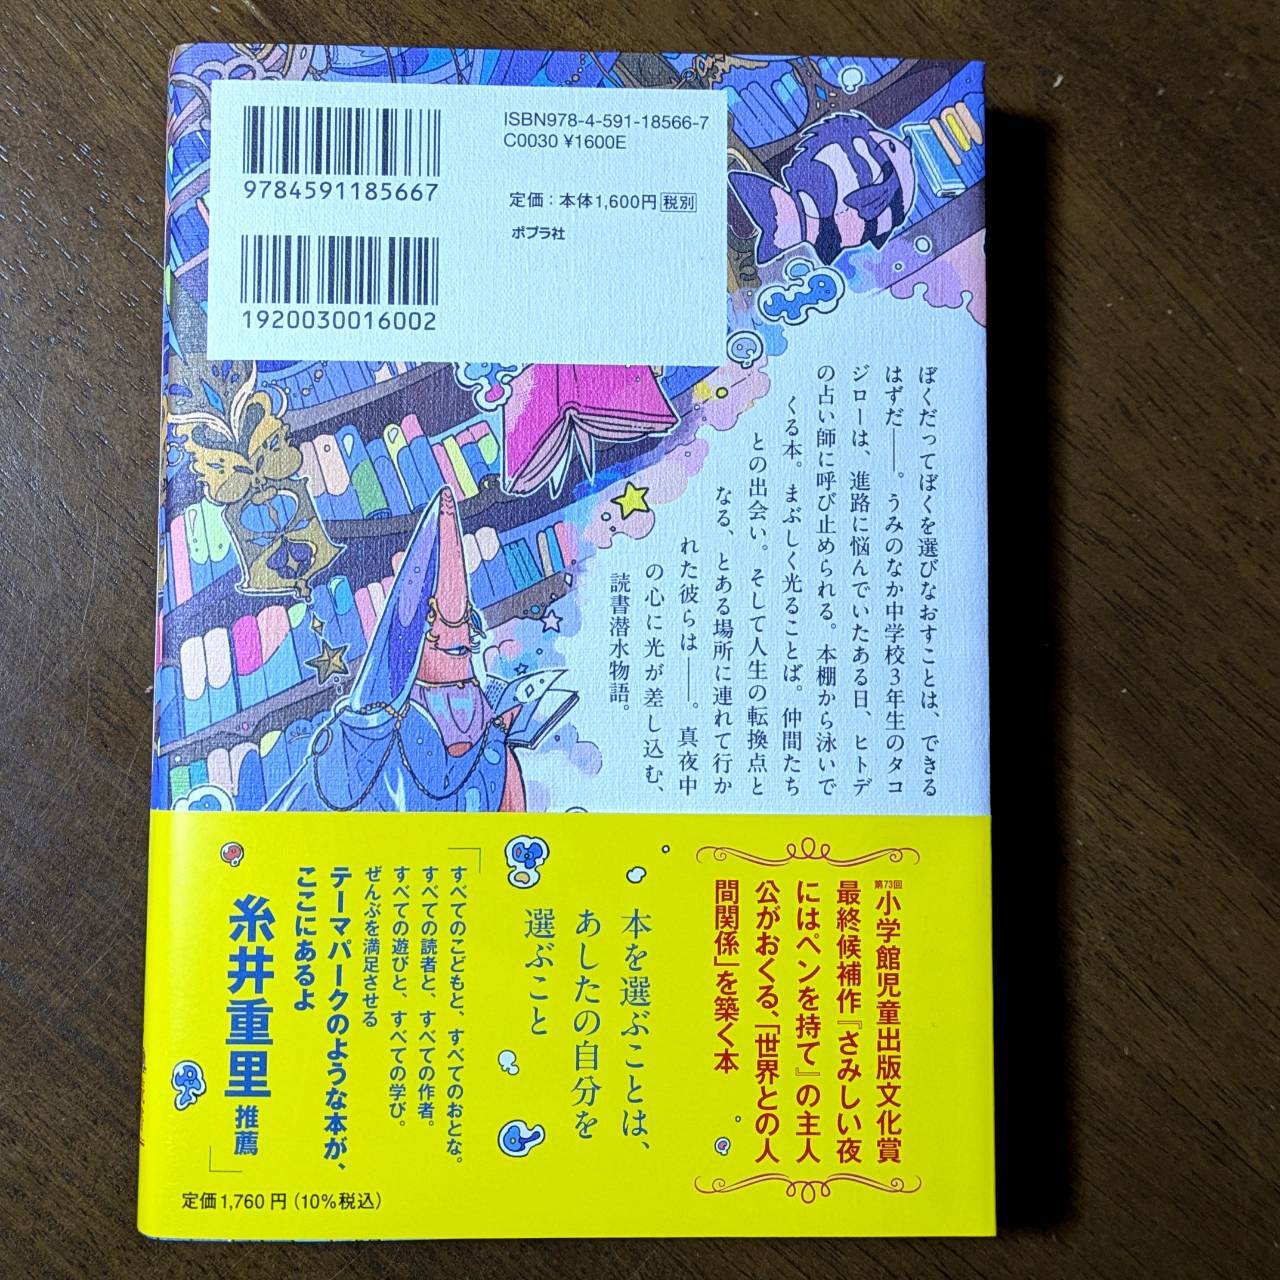 ISBN978-4-591-18566-7
C0030 ¥1600E
9784591185667
定価：本体1,600円 税別
ポプラ社
1920030016002
ぼくだってぼくを選びなおすことは、できる
はずだ――。うみのなか中学校3年生のタコ
ジローは、進路に悩んでいたある日、ヒトデ
の占い師に呼び止められる。本棚から泳いで
くる本。まぶしく光ることば。仲間たち
との出会い。そして人生の転換点と
なる、とある場所に連れて行か
れた彼らは――。真夜中
の心に光が差し込む、
読書潜水物語。
第73回小学館児童出版文化賞
最終候補作『さみしい夜
にはペンを持て』の主人
公がおくる、「世界との人
間関係」を築く本
本を選ぶことは、
あしたの自分を
選ぶこと
「すべてのこどもと、すべてのおとな。
すべての読者と、すべての作者。
すべての遊びと、すべての学び。
ぜんぶを満足させる
テーマパークのような本が、
ここにあるよ」
糸井重里 推薦
定価1,760円（10%税込）